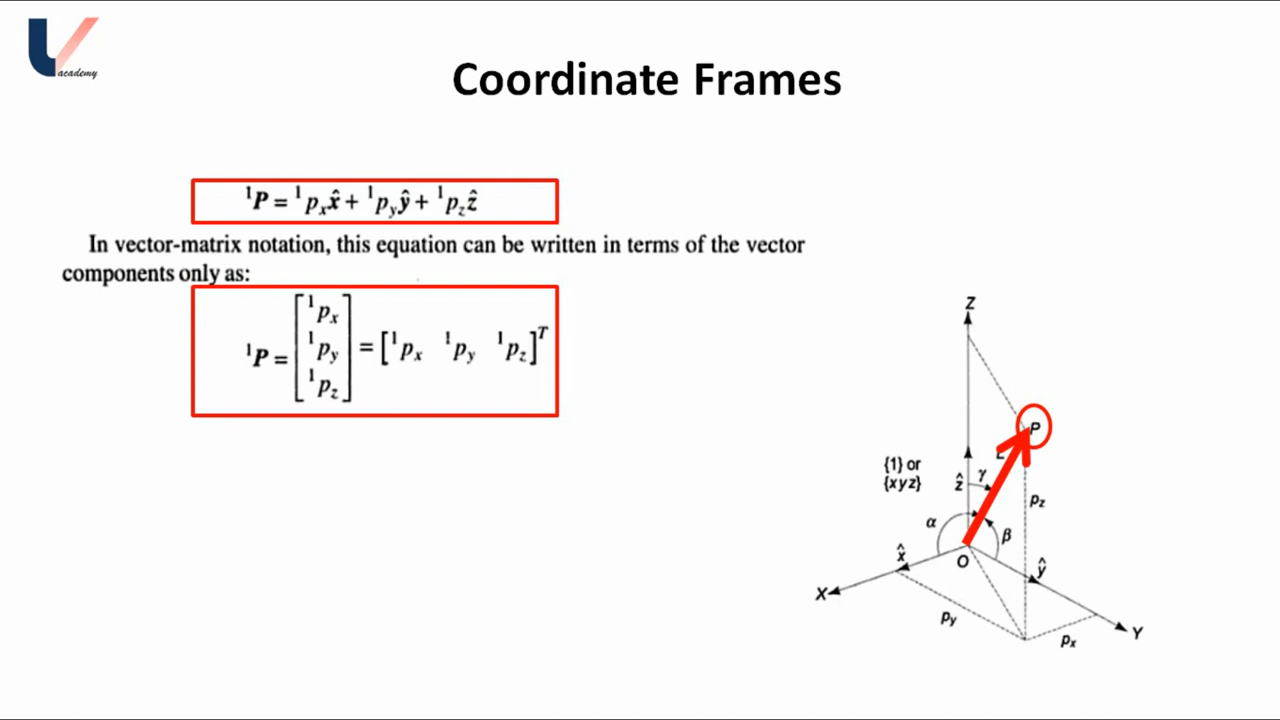 academy
Coordinate Frames
¹P = ¹pₓx̂ + ¹p_yŷ + ¹p_zẑ
In vector-matrix notation, this equation can be written in terms of the vector
components only as:
¹P = [¹pₓ ¹p_y ¹p_z] = [¹pₓ ¹p_y ¹p_z]ᵀ
Z
P
L
{1} or
{xyz}
ẑ
γ
p_z
α
β
x̂
O
ŷ
X
p_y
Y
pₓ